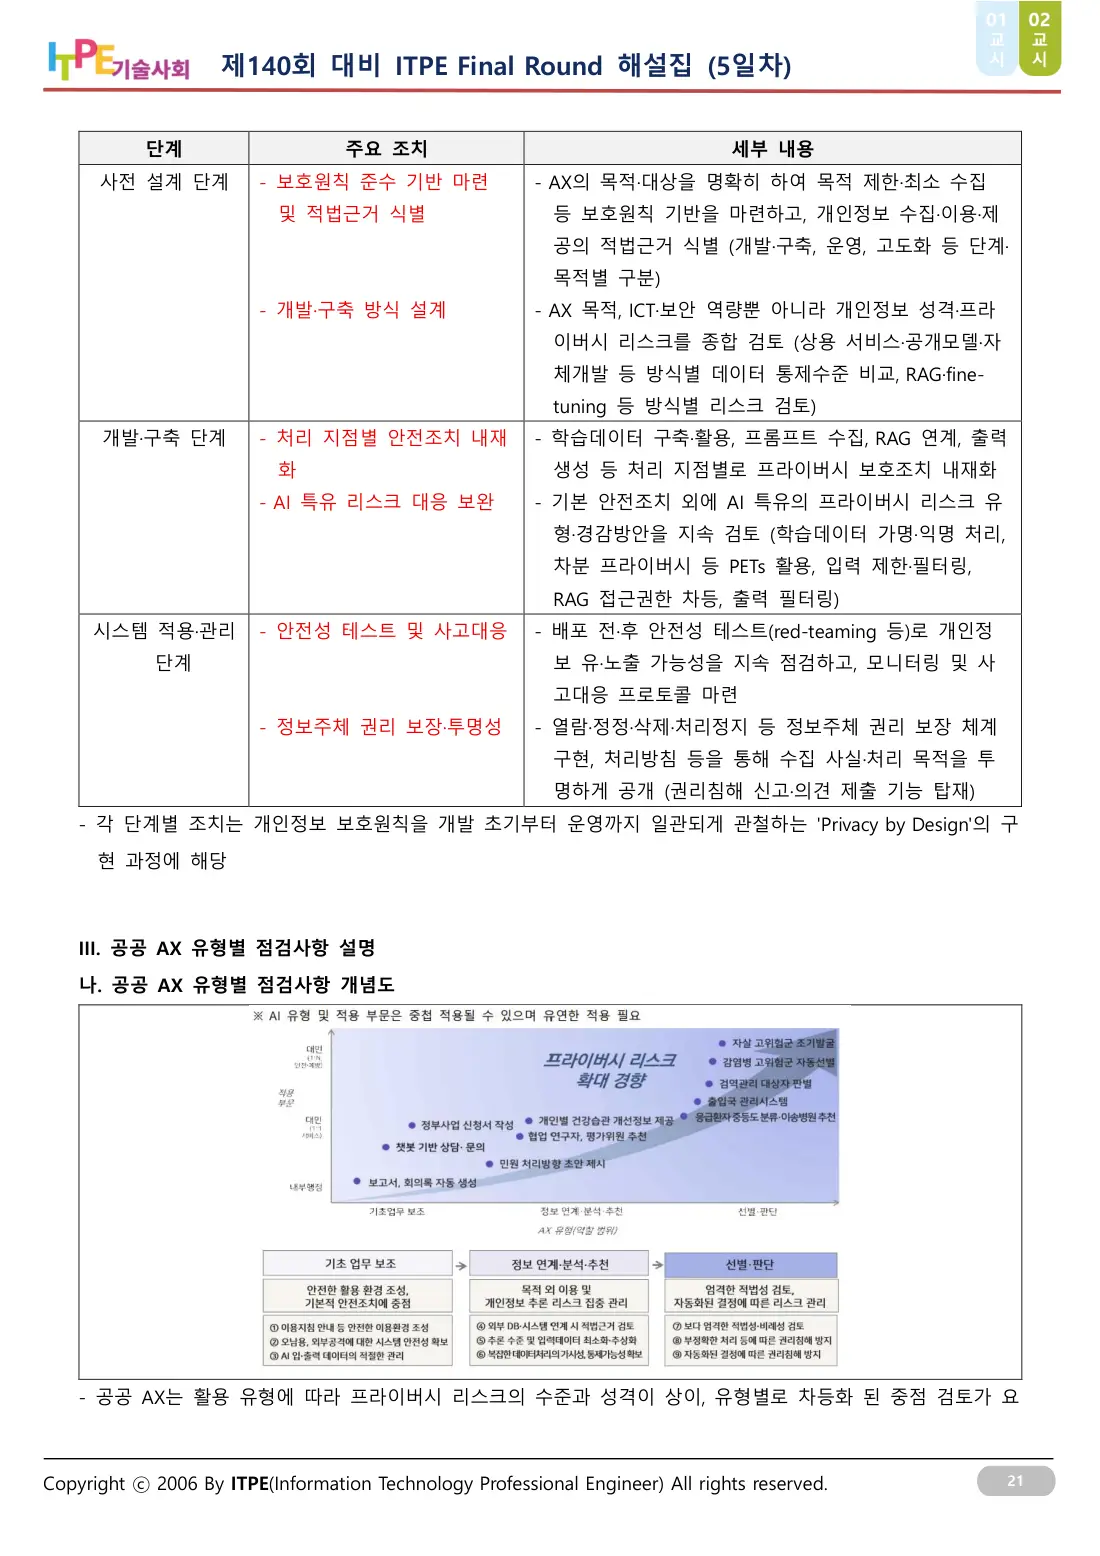 01
교
시
02
교
시
ITPE기술사회
제140회 대비 ITPE Final Round 해설집 (5일차)
단계
주요 조치
세부 내용
사전 설계 단계
- 보호원칙 준수 기반 마련
및 적법근거 식별
- AX의 목적·대상을 명확히 하여 목적 제한·최소 수집
등 보호원칙 기반을 마련하고, 개인정보 수집·이용·제
공의 적법근거 식별 (개발·구축, 운영, 고도화 등 단계·
목적별 구분)
- 개발·구축 방식 설계
- AX 목적, ICT·보안 역량뿐 아니라 개인정보 성격·프라
이버시 리스크를 종합 검토 (상용 서비스·공개모델·자
체개발 등 방식별 데이터 통제수준 비교, RAG·fine-
tuning 등 방식별 리스크 검토)
개발·구축 단계
- 처리 지점별 안전조치 내재
화
- 학습데이터 구축·활용, 프롬프트 수집, RAG 연계, 출력
생성 등 처리 지점별로 프라이버시 보호조치 내재화
- AI 특유 리스크 대응 보완
- 기본 안전조치 외에 AI 특유의 프라이버시 리스크 유
형·경감방안을 지속 검토 (학습데이터 가명·익명 처리,
차분 프라이버시 등 PETs 활용, 입력 제한·필터링,
RAG 접근권한 차등, 출력 필터링)
시스템 적용·관리
단계
- 안전성 테스트 및 사고대응
- 배포 전·후 안전성 테스트(red-teaming 등)로 개인정
보 유·노출 가능성을 지속 점검하고, 모니터링 및 사
고대응 프로토콜 마련
- 정보주체 권리 보장·투명성
- 열람·정정·삭제·처리정지 등 정보주체 권리 보장 체계
구현, 처리방침 등을 통해 수집 사실·처리 목적을 투
명하게 공개 (권리침해 신고·의견 제출 기능 탑재)
- 각 단계별 조치는 개인정보 보호원칙을 개발 초기부터 운영까지 일관되게 관철하는 'Privacy by Design'의 구
현 과정에 해당
III. 공공 AX 유형별 점검사항 설명
나. 공공 AX 유형별 점검사항 개념도
※ AI 유형 및 적용 부문은 중첩 적용될 수 있으며 유연한 적용 필요
프라이버시 리스크
확대 경향
대민
(1:N,
안전·예방)
적용
부문
대민
(1:1
서비스)
내부행정
● 자살 고위험군 조기발굴
● 감염병 고위험군 자동선별
● 검역관리 대상자 판별
● 출입국 관리시스템
● 응급환자 중등도 분류·이송병원 추천
● 정부사업 신청서 작성
● 개인별 건강습관 개선정보 제공
● 협업 연구자, 평가위원 추천
● 챗봇 기반 상담·문의
● 민원 처리방향 초안 제시
● 보고서, 회의록 자동 생성
기초업무 보조
정보 연계·분석·추천
선별·판단
AX 유형(역할 범위)
기초 업무 보조
정보 연계·분석·추천
선별·판단
안전한 활용 환경 조성,
기본적 안전조치에 중점
목적 외 이용 및
개인정보 추론 리스크 집중 관리
엄격한 적법성 검토,
자동화된 결정에 따른 리스크 관리
① 이용지침 안내 등 안전한 이용환경 조성
② 오남용, 외부공격에 대한 시스템 안전성 확보
③ AI 입·출력 데이터의 적절한 관리
④ 외부 DB·시스템 연계 시 적법근거 검토
⑤ 추론 수준 및 입력데이터 최소화·추상화
⑥ 복잡한 데이터처리의 가시성, 통제가능성 확보
⑦ 보다 엄격한 적법성·비례성 검토
⑧ 부정확한 처리 등에 따른 권리침해 방지
⑨ 자동화된 결정에 따른 권리침해 방지
- 공공 AX는 활용 유형에 따라 프라이버시 리스크의 수준과 성격이 상이, 유형별로 차등화 된 중점 검토가 요
Copyright ⓒ 2006 By ITPE(Information Technology Professional Engineer) All rights reserved.
21